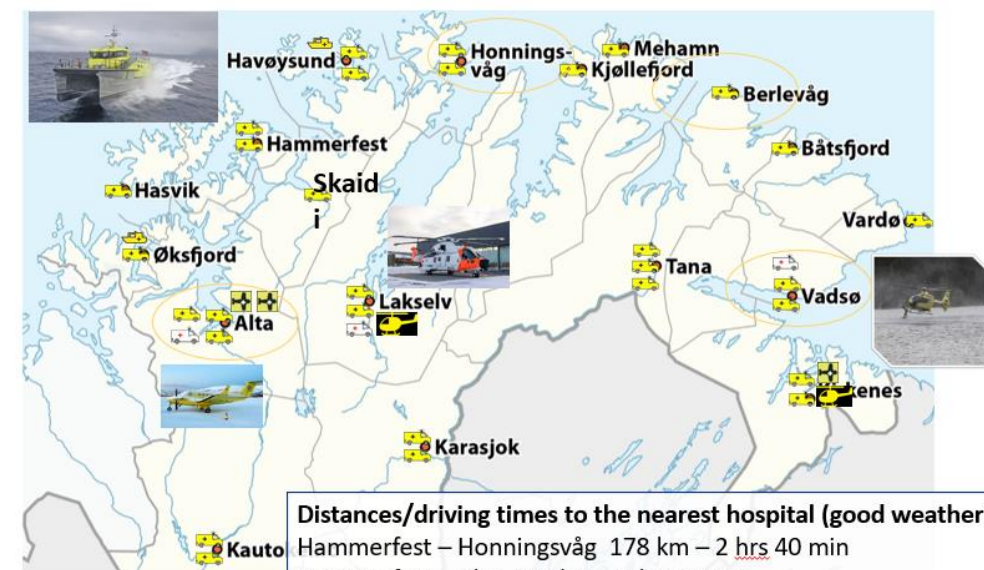 Havøysund
Honnings-
våg
Mehamn
Kjøllefjord
Berlevåg
Hammerfest
Båtsfjord
Hasvik
Skaid
i
Vardø
Øksfjord
Tana
Lakselv
Vadsø
Alta
kenes
Karasjok
Distances/driving times to the nearest hospital (good weather
Hammerfest – Honningsvåg 178 km – 2 hrs 40 min
Kauto